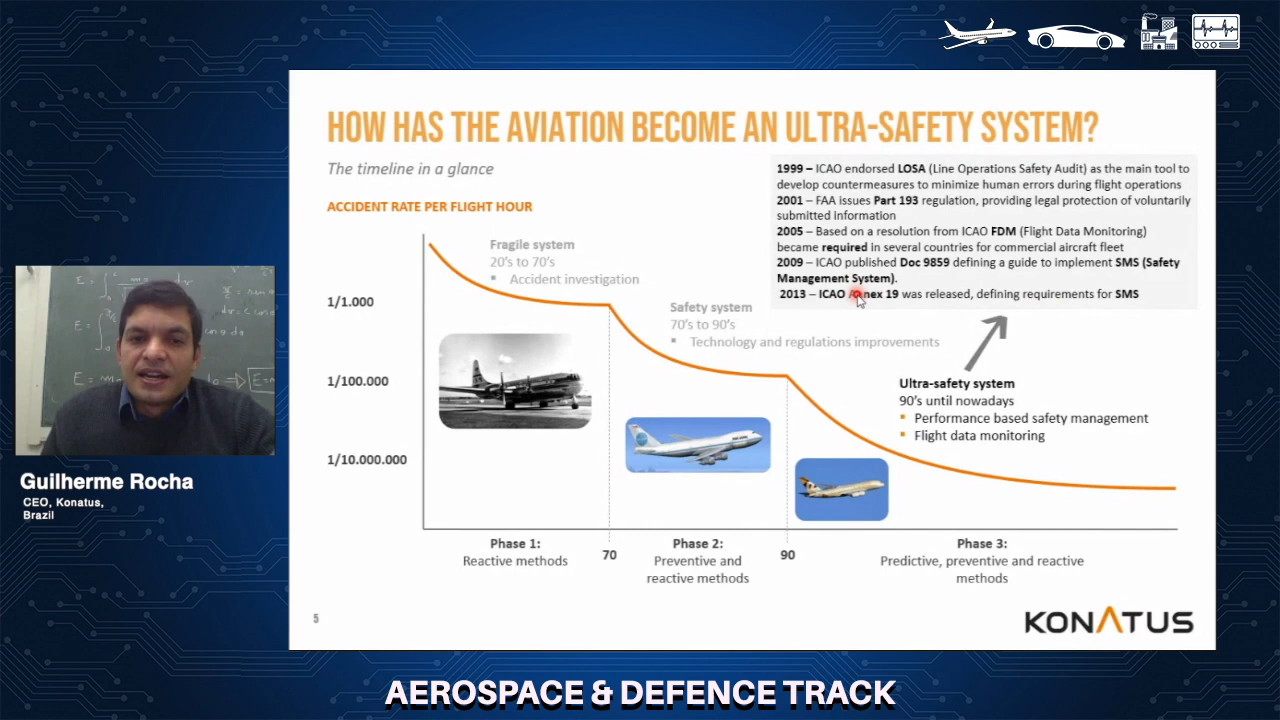 HOW HAS THE AVIATION BECOME AN ULTRA-SAFETY SYSTEM?
The timeline in a glance
1999 – ICAO endorsed LOSA (Line Operations Safety Audit) as the main tool to
develop countermeasures to minimize human errors during flight operations
2001 – FAA issues Part 193 regulation, providing legal protection of voluntarily
submitted information
2005 – Based on a resolution from ICAO FDM (Flight Data Monitoring)
became required in several countries for commercial aircraft fleet
2009 – ICAO published Doc 9859 defining a guide to implement SMS (Safety
Management System).
2013 – ICAO Annex 19 was released, defining requirements for SMS
ACCIDENT RATE PER FLIGHT HOUR
Fragile system
20's to 70's
▪ Accident investigation
1/1.000
Safety system
70's to 90's
▪ Technology and regulations improvements
1/100.000
Ultra-safety system
90's until nowadays
▪ Performance based safety management
▪ Flight data monitoring
1/10.000.000
Phase 1:
Reactive methods
70
Phase 2:
Preventive and
reactive methods
90
Phase 3:
Predictive, preventive and reactive
methods
5
KONATUS
Guilherme Rocha
CEO, Konatus,
Brazil
AEROSPACE & DEFENCE TRACK